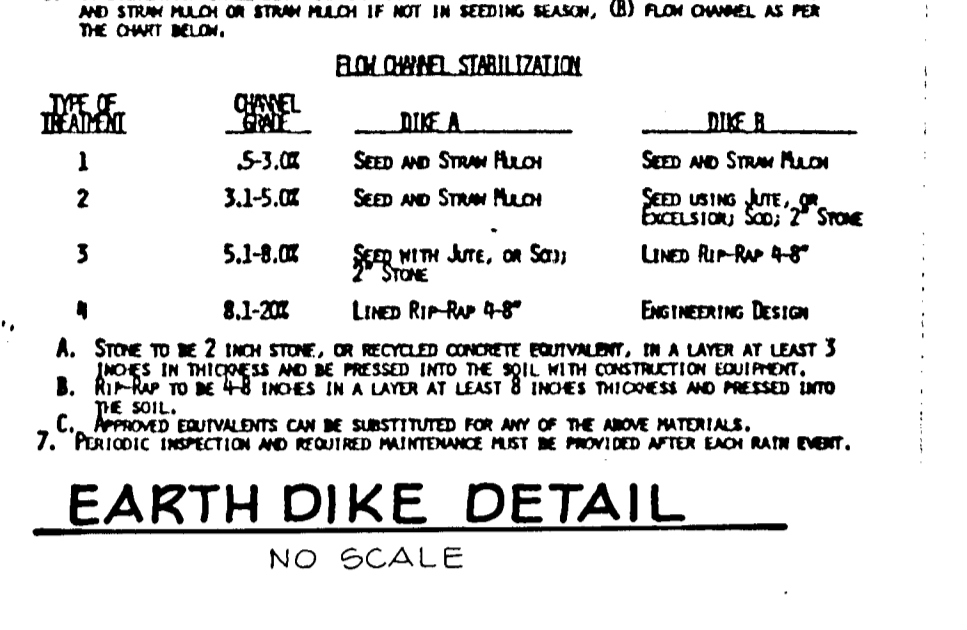 AND STRAW MULCH OR STRAW MULCH IF NOT IN SEEDING SEASON, (B) FLOW CHANNEL AS PER
THE CHART BELOW.
FLOW CHANNEL STABILIZATION
TYPE OF TREATMENT CHANNEL GRADE DIKE A DIKE B
1 .5-3.0% SEED AND STRAW MULCH SEED AND STRAW MULCH
2 3.1-5.0% SEED AND STRAW MULCH SEED USING JUTE, OR
EXCELSIOR; SOD; 2" STONE
3 5.1-8.0% SEED WITH JUTE, OR SOD; LINED RIP-RAP 4-8"
2" STONE
4 8.1-20% LINED RIP-RAP 4-8" ENGINEERING DESIGN
A. STONE TO BE 2 INCH STONE, OR RECYCLED CONCRETE EQUIVALENT, IN A LAYER AT LEAST 3
INCHES IN THICKNESS AND BE PRESSED INTO THE SOIL WITH CONSTRUCTION EQUIPMENT.
B. RIP-RAP TO BE 4-8 INCHES IN A LAYER AT LEAST 8 INCHES THICKNESS AND PRESSED INTO
THE SOIL.
C. APPROVED EQUIVALENTS CAN BE SUBSTITUTED FOR ANY OF THE ABOVE MATERIALS.
7. PERIODIC INSPECTION AND REQUIRED MAINTENANCE MUST BE PROVIDED AFTER EACH RAIN EVENT.
EARTH DIKE DETAIL
NO SCALE